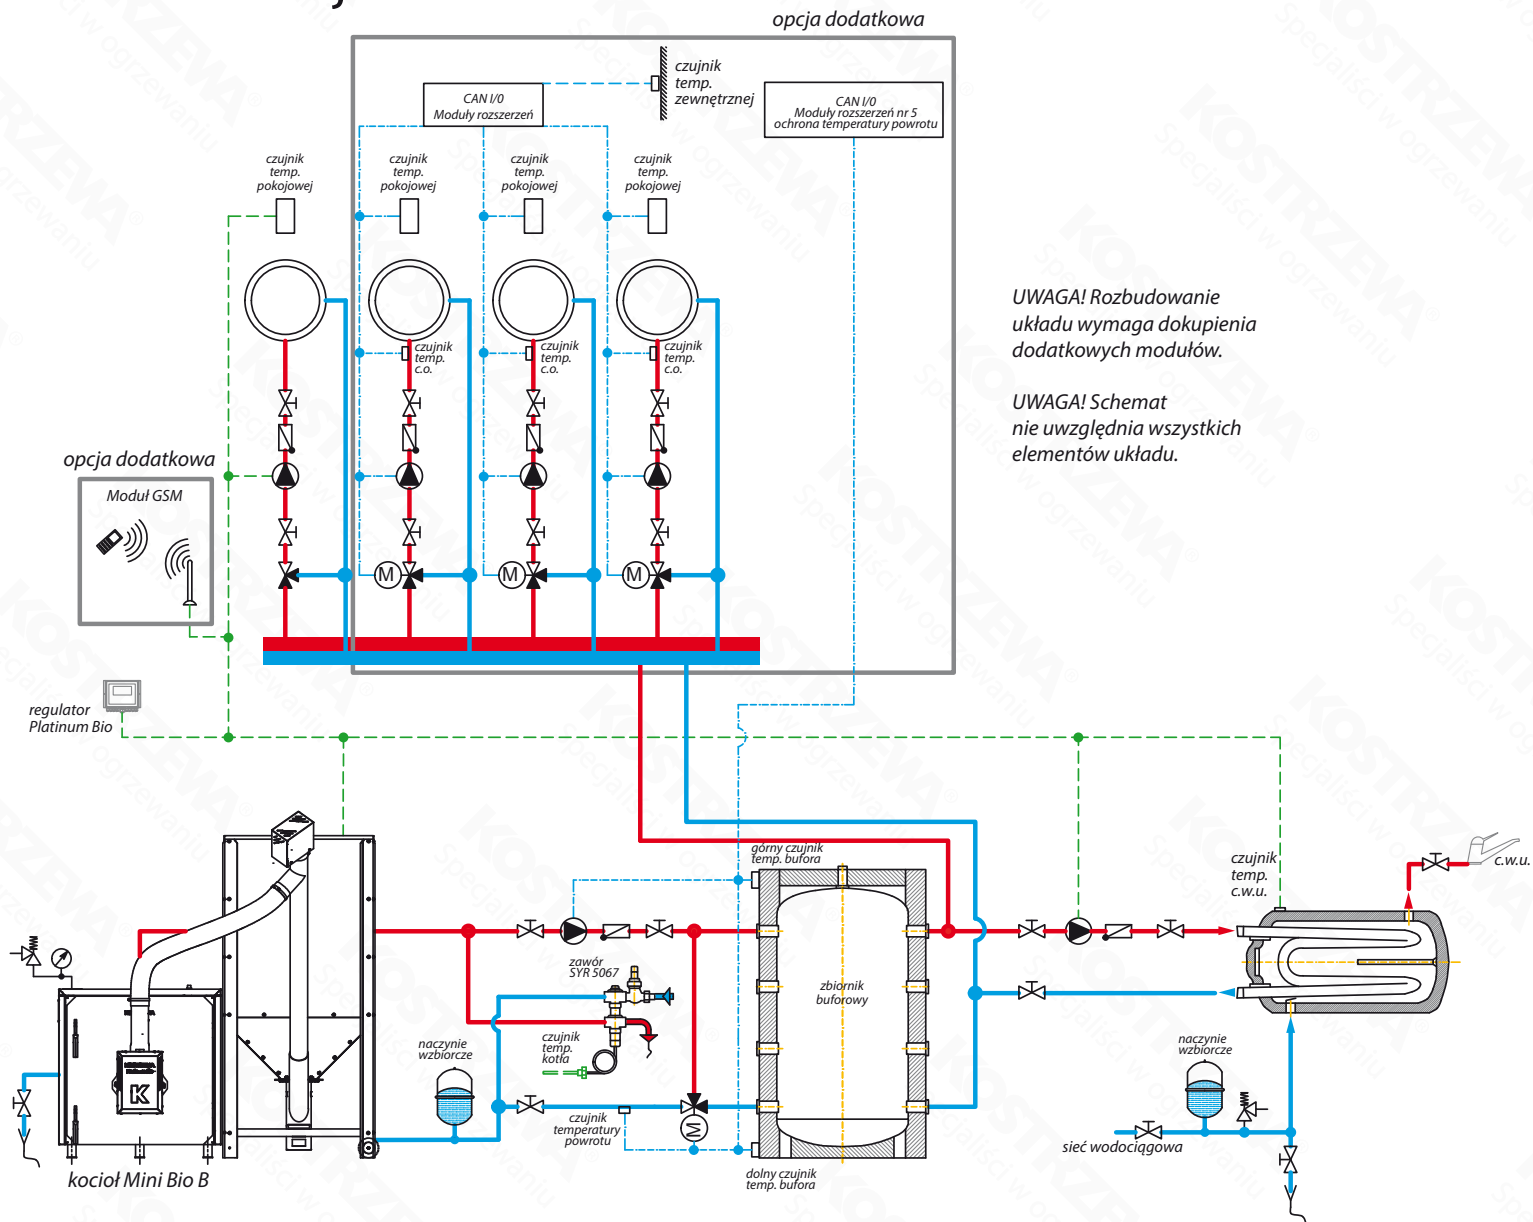 opcja dodatkowa
czujnik
temp.
zewnętrznej
CAN I/0
Moduły rozszerzeń
CAN I/0
Moduły rozszerzeń nr 5
ochrona temperatury powrotu
czujnik
temp.
pokojowej
czujnik
temp.
pokojowej
czujnik
temp.
pokojowej
czujnik
temp.
pokojowej
UWAGA! Rozbudowanie
układu wymaga dokupienia
dodatkowych modułów.
czujnik
temp.
c.o.
czujnik
temp.
c.o.
czujnik
temp.
c.o.
UWAGA! Schemat
nie uwzględnia wszystkich
elementów układu.
opcja dodatkowa
Moduł GSM
M
M
M
regulator
Platinum Bio
górny czujnik
temp. bufora
czujnik
temp.
c.w.u.
c.w.u.
zawór
SYR 5067
zbiornik
buforowy
czujnik
temp.
kotła
naczynie
wzbiorcze
naczynie
wzbiorcze
K
czujnik
temperatury
powrotu
M
sieć wodociągowa
kocioł Mini Bio B
dolny czujnik
temp. bufora
KOSTRZEWA®
Specjaliści w ogrzewaniu